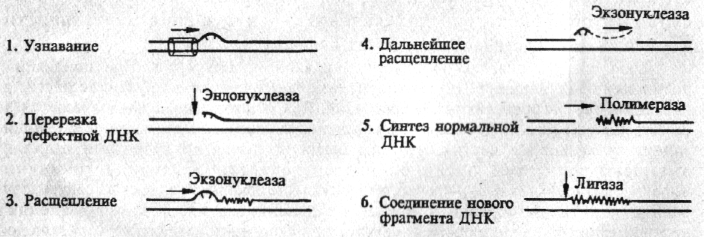 1. Узнавание
Эндонуклеаза
2. Перерезка
дефектной ДНК
Экзонуклеаза
3. Расщепление
Экзонуклеаза
4. Дальнейшее
расщепление
Полимераза
5. Синтез нормальной
ДНК
Лигаза
6. Соединение нового
фрагмента ДНК